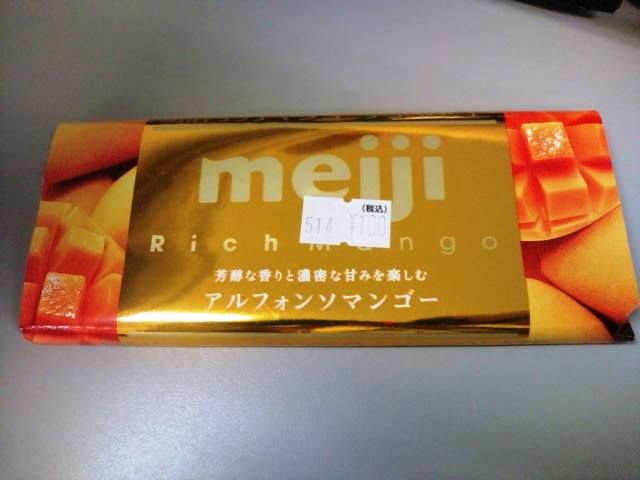 meiji
(税込)
514 ¥100
Rich Mango
芳醇な香りと濃密な甘みを楽しむ
アルフォンソマンゴー